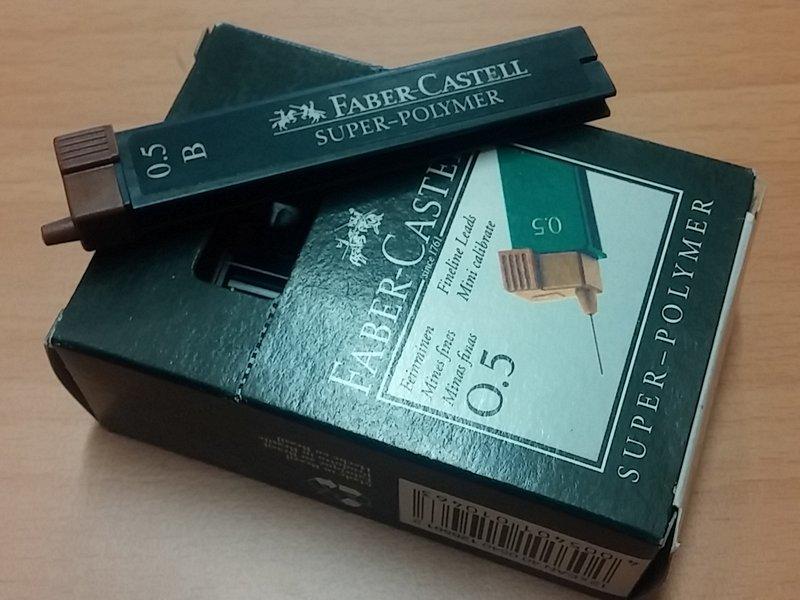 FABER-CASTELL
SUPER-POLYMER
0.5
B
FABER-CASTE
since 1761
Feinminen
Fineline Leads
Mines fines
Mini calibrate
Minas finas
0.5
0.5
SUPER-POLYMER